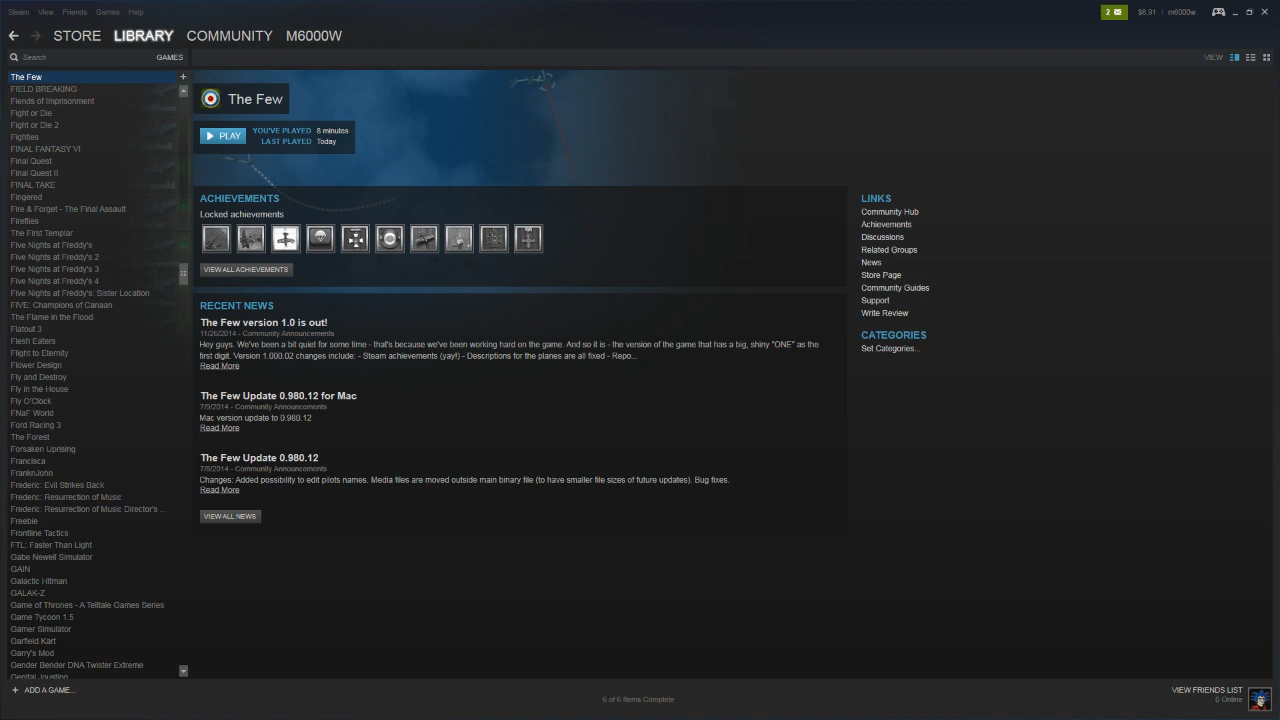 Steam View Friends Games Help
2 $6.91 m6000w
STORE LIBRARY COMMUNITY M6000W
Search GAMES
VIEW
The Few
FIELD BREAKING
Fiends of Imprisonment
Fight or Die
Fight or Die 2
Fighties
FINAL FANTASY VI
Final Quest
Final Quest II
FINAL TAKE
Fingered
Fire & Forget - The Final Assault
Fireflies
The First Templar
Five Nights at Freddy's
Five Nights at Freddy's 2
Five Nights at Freddy's 3
Five Nights at Freddy's 4
Five Nights at Freddy's: Sister Location
FIVE: Champions of Canaan
The Flame in the Flood
Flatout 3
Flesh Eaters
Flight to Eternity
Flower Design
Fly and Destroy
Fly in the House
Fly O'Clock
FNaF World
Ford Racing 3
The Forest
Forsaken Uprising
Francisca
FranknJohn
Frederic: Evil Strikes Back
Frederic: Resurrection of Music
Frederic: Resurrection of Music Director's ...
Freebie
Frontline Tactics
FTL: Faster Than Light
Gabe Newell Simulator
GAIN
Galactic Hitman
GALAK-Z
Game of Thrones - A Telltale Games Series
Game Tycoon 1.5
Gamer Simulator
Garfield Kart
Garry's Mod
Gender Bender DNA Twister Extreme
Genital Jousting
+ ADD A GAME...
The Few
PLAY
YOU'VE PLAYED 8 minutes
LAST PLAYED Today
ACHIEVEMENTS
Locked achievements
VIEW ALL ACHIEVEMENTS
RECENT NEWS
The Few version 1.0 is out!
11/26/2014 - Community Announcements
Hey guys. We've been a bit quiet for some time - that's because we've been working hard on the game. And so it is - the version of the game that has a big, shiny "ONE" as the
first digit. Version 1.000.02 changes include: - Steam achievements (yay!) - Descriptions for the planes are all fixed - Repo...
Read More
The Few Update 0.980.12 for Mac
7/9/2014 - Community Announcements
Mac version update to 0.980.12
Read More
The Few Update 0.980.12
7/8/2014 - Community Announcements
Changes: Added possibility to edit pilots names. Media files are moved outside main binary file (to have smaller file sizes of future updates). Bug fixes.
Read More
VIEW ALL NEWS
LINKS
Community Hub
Achievements
Discussions
Related Groups
News
Store Page
Community Guides
Support
Write Review
CATEGORIES
Set Categories...
6 of 6 Items Complete
VIEW FRIENDS LIST
0 Online